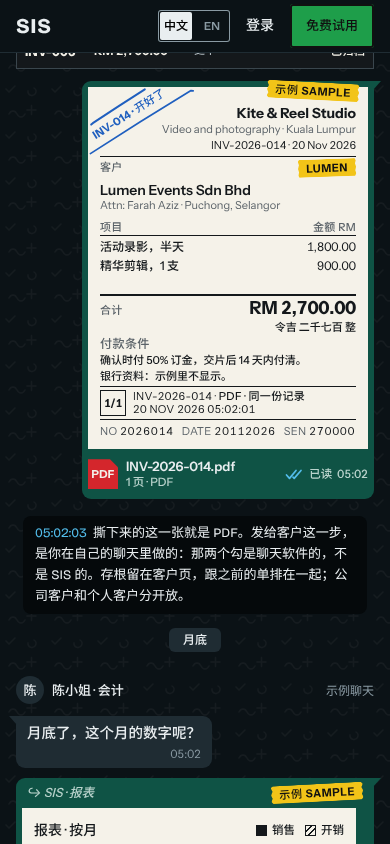 SIS
中文 EN 登录 免费试用
示例 SAMPLE
INV-014 · 开好了
Kite & Reel Studio
Video and photography · Kuala Lumpur
INV-2026-014 · 20 Nov 2026
客户 LUMEN
Lumen Events Sdn Bhd
Attn: Farah Aziz · Puchong, Selangor
项目 金额 RM
活动录影，半天 1,800.00
精华剪辑，1 支 900.00
合计 RM 2,700.00
令吉 二千七百 整
付款条件
确认时付 50% 订金，交片后 14 天内付清。
银行资料：示例里不显示。
1/1 INV-2026-014 · PDF · 同一份记录
20 NOV 2026 05:02:01
NO 2026014 DATE 20112026 SEN 270000
PDF INV-2026-014.pdf
1 页 · PDF
已读 05:02
05:02:03 撕下来的这一张就是 PDF。发给客户这一步，
是你在自己的聊天里做的：那两个勾是聊天软件的，不
是 SIS 的。存根留在客户页，跟之前的单排在一起；公
司客户和个人客户分开放。
月底
陈 陈小姐 · 会计 示例聊天
月底了，这个月的数字呢？
05:02
↪ SIS · 报表 示例 SAMPLE
报表 · 按月 销售 开销